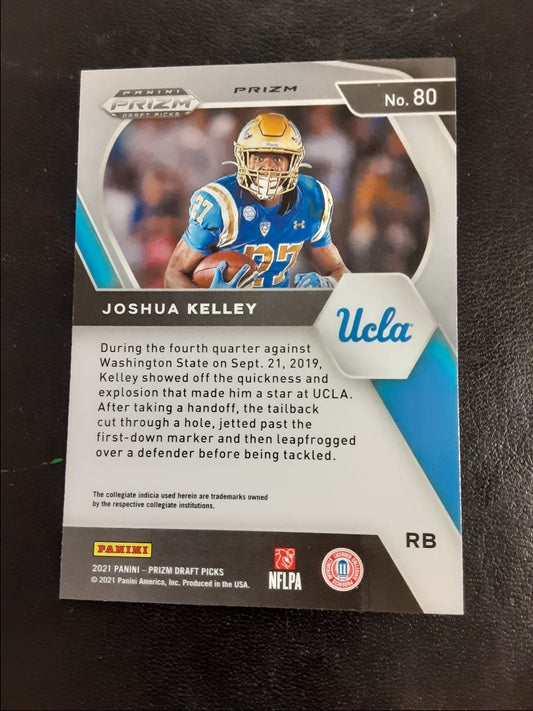 PANINI
PRIZM
DRAFT PICKS
PRIZM
No. 80
27
27
JOSHUA KELLEY
Ucla
During the fourth quarter against
Washington State on Sept. 21, 2019,
Kelley showed off the quickness and
explosion that made him a star at UCLA.
After taking a handoff, the tailback
cut through a hole, jetted past the
first-down marker and then leapfrogged
over a defender before being tackled.
The collegiate indicia used herein are trademarks owned
by the respective collegiate institutions.
RB
PANINI
2021 PANINI – PRIZM DRAFT PICKS
© 2021 Panini America, Inc. Produced in the USA.
NFLPA